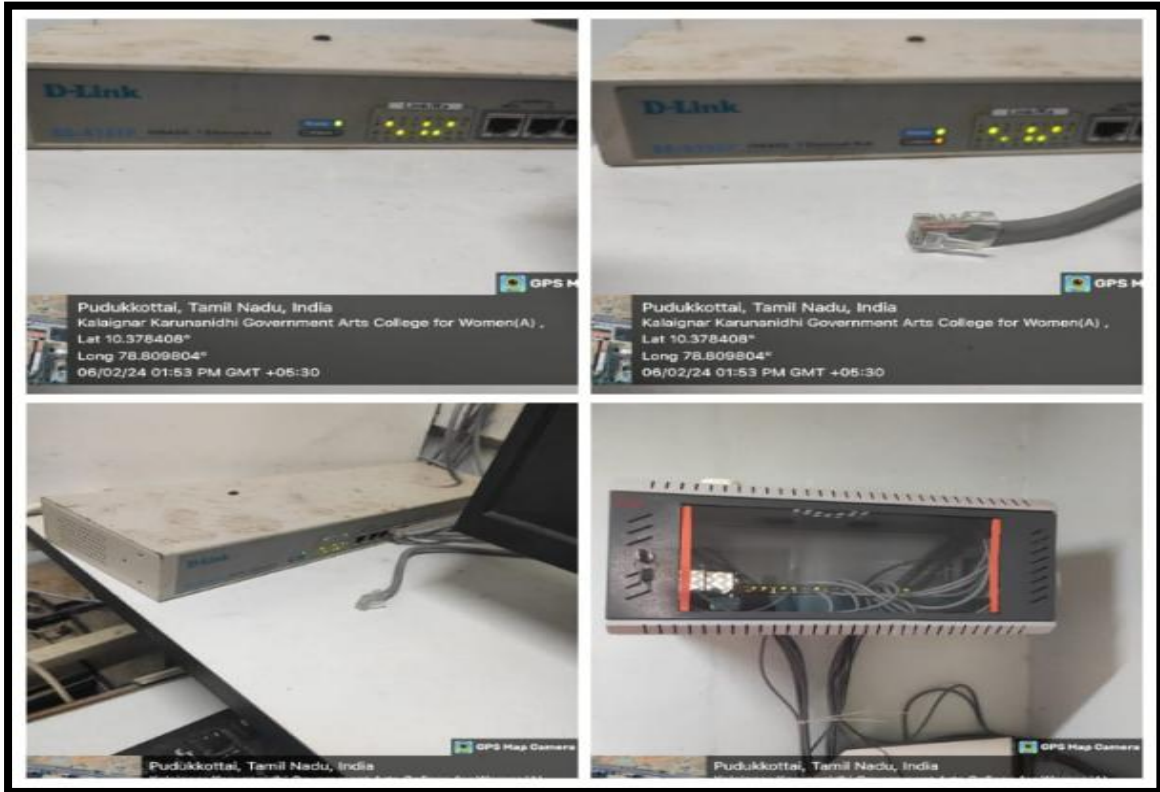 D-Link
GPS M
Pudukkottai, Tamil Nadu, India
Kalaignar Karunanidhi Government Arts College for Women(A) ,
Lat 10.378408°
Long 78.809804°
06/02/24 01:53 PM GMT +05:30
D-Link
GPS M
Pudukkottai, Tamil Nadu, India
Kalaignar Karunanidhi Government Arts College for Women(A) ,
Lat 10.378408°
Long 78.809804°
06/02/24 01:53 PM GMT +05:30
D-Link
GPS Map Camera
Pudukkottai, Tamil Nadu, India
GPS Map Camera
Pudukkottai, Tamil Nadu, India